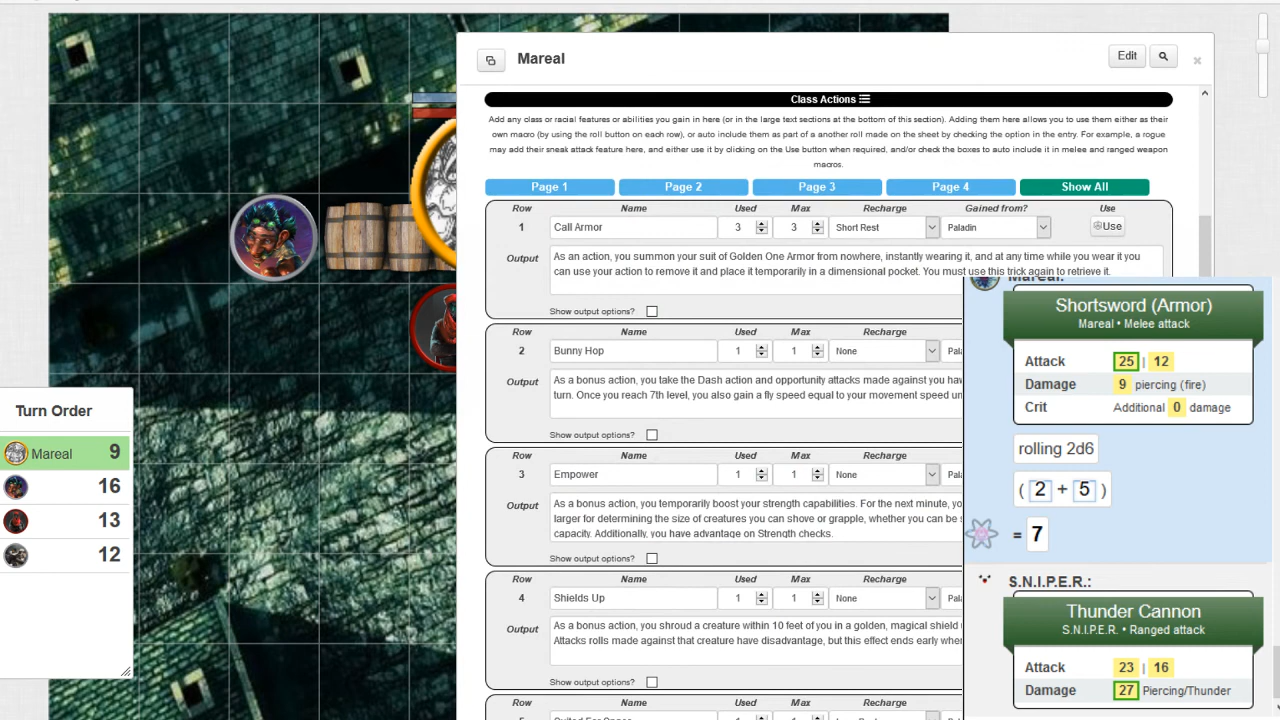 Mareal
Edit
Class Actions
Add any class or racial features or abilities you gain in here (or in the large text sections at the bottom of this section). Adding them here allows you to use them either as their
own macro (by using the roll button on each row), or auto include them as part of a another roll made on the sheet by checking the option in the entry. For example, a rogue
may add their sneak attack feature here, and either use it by clicking on the Use button when required, and/or check the boxes to auto include it in melee and ranged weapon
macros.
Page 1 Page 2 Page 3 Page 4 Show All
Row Name Used Max Recharge Gained from? Use
1 Call Armor 3 3 Short Rest Paladin Use
Output As an action, you summon your suit of Golden One Armor from nowhere, instantly wearing it, and at any time while you wear it you
can use your action to remove it and place it temporarily in a dimensional pocket. You must use this trick again to retrieve it.
Show output options?
Row Name Used Max Recharge
2 Bunny Hop 1 1 None
Output As a bonus action, you take the Dash action and opportunity attacks made against you
turn. Once you reach 7th level, you also gain a fly speed equal to your movement speed
Show output options?
Row Name Used Max Recharge
3 Empower 1 1 None
Output As a bonus action, you temporarily boost your strength capabilities. For the next minute,
larger for determining the size of creatures you can shove or grapple, whether you can be
capacity. Additionally, you have advantage on Strength checks.
Show output options?
Row Name Used Max Recharge
4 Shields Up 1 1 None
Output As a bonus action, you shroud a creature within 10 feet of you in a golden, magical shield
Attacks rolls made against that creature have disadvantage, but this effect ends early
Show output options?
Row Name Used Max Recharge
Turn Order
Mareal 9
16
13
12
Mareal:
Shortsword (Armor)
Mareal • Melee attack
Attack 25 | 12
Damage 9 piercing (fire)
Crit Additional 0 damage
rolling 2d6
( 2 + 5 )
= 7
S.N.I.P.E.R.:
Thunder Cannon
S.N.I.P.E.R. • Ranged attack
Attack 23 | 16
Damage 27 Piercing/Thunder